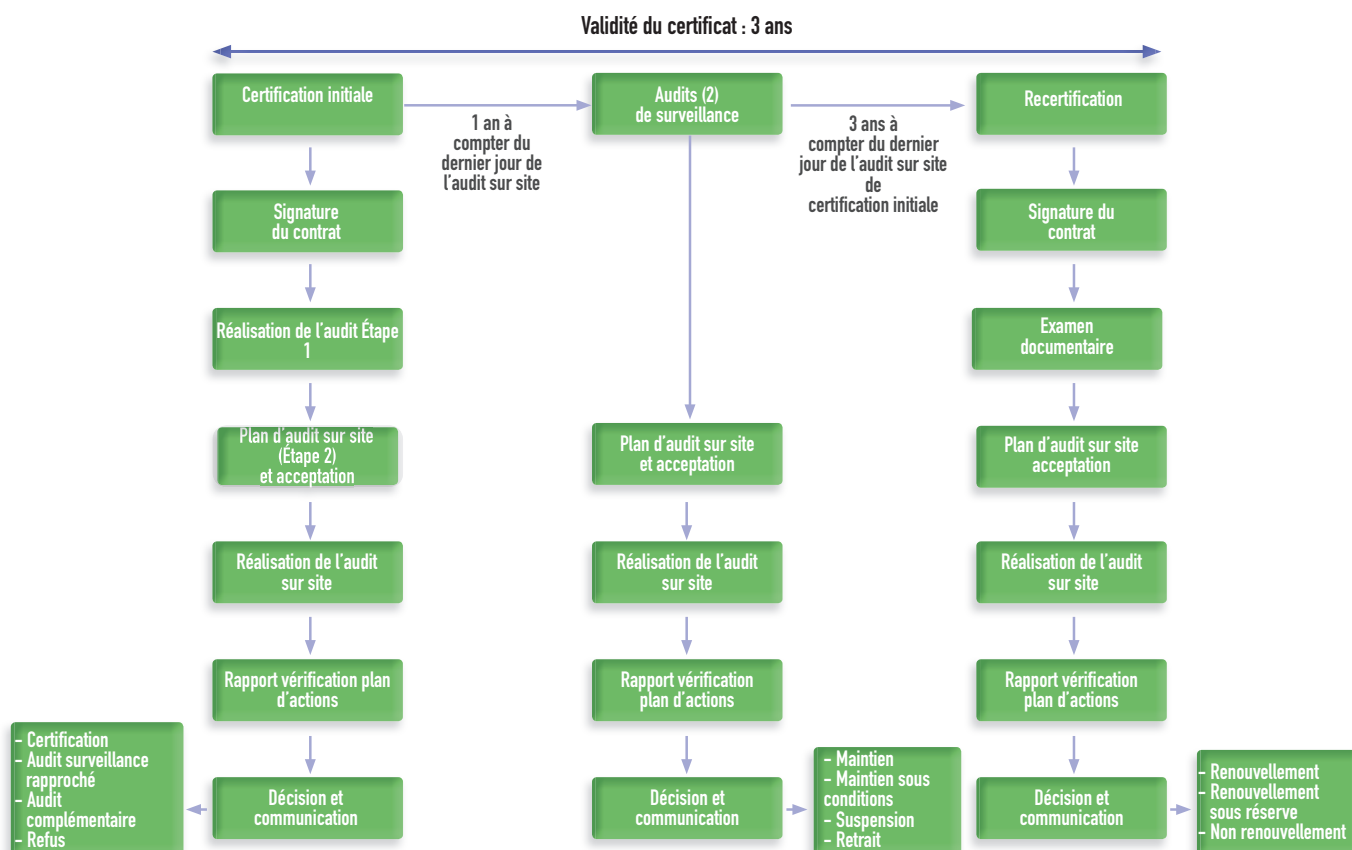 Validité du certificat : 3 ans
Certification initiale
1 an à
compter du
dernier jour de
l'audit sur site
Audits (2)
de surveillance
3 ans à
compter du dernier
jour de l'audit sur site
de
certification initiale
Recertification
Signature
du contrat
Signature du
contrat
Réalisation de l'audit Étape
1
Examen
documentaire
Plan d'audit sur site
(Étape 2)
et acceptation
Plan d'audit sur site
et acceptation
Plan d'audit sur site
acceptation
Réalisation de l'audit
sur site
Réalisation de l'audit
sur site
Réalisation de l'audit
sur site
Rapport vérification plan
d'actions
Rapport vérification
plan d'actions
Rapport vérification
plan d'actions
– Certification
– Audit surveillance
rapproché
– Audit
complémentaire
– Refus
Décision et
communication
Décision et
communication
– Maintien
– Maintien sous
conditions
– Suspension
– Retrait
Décision et
communication
– Renouvellement
– Renouvellement
sous réserve
– Non renouvellement